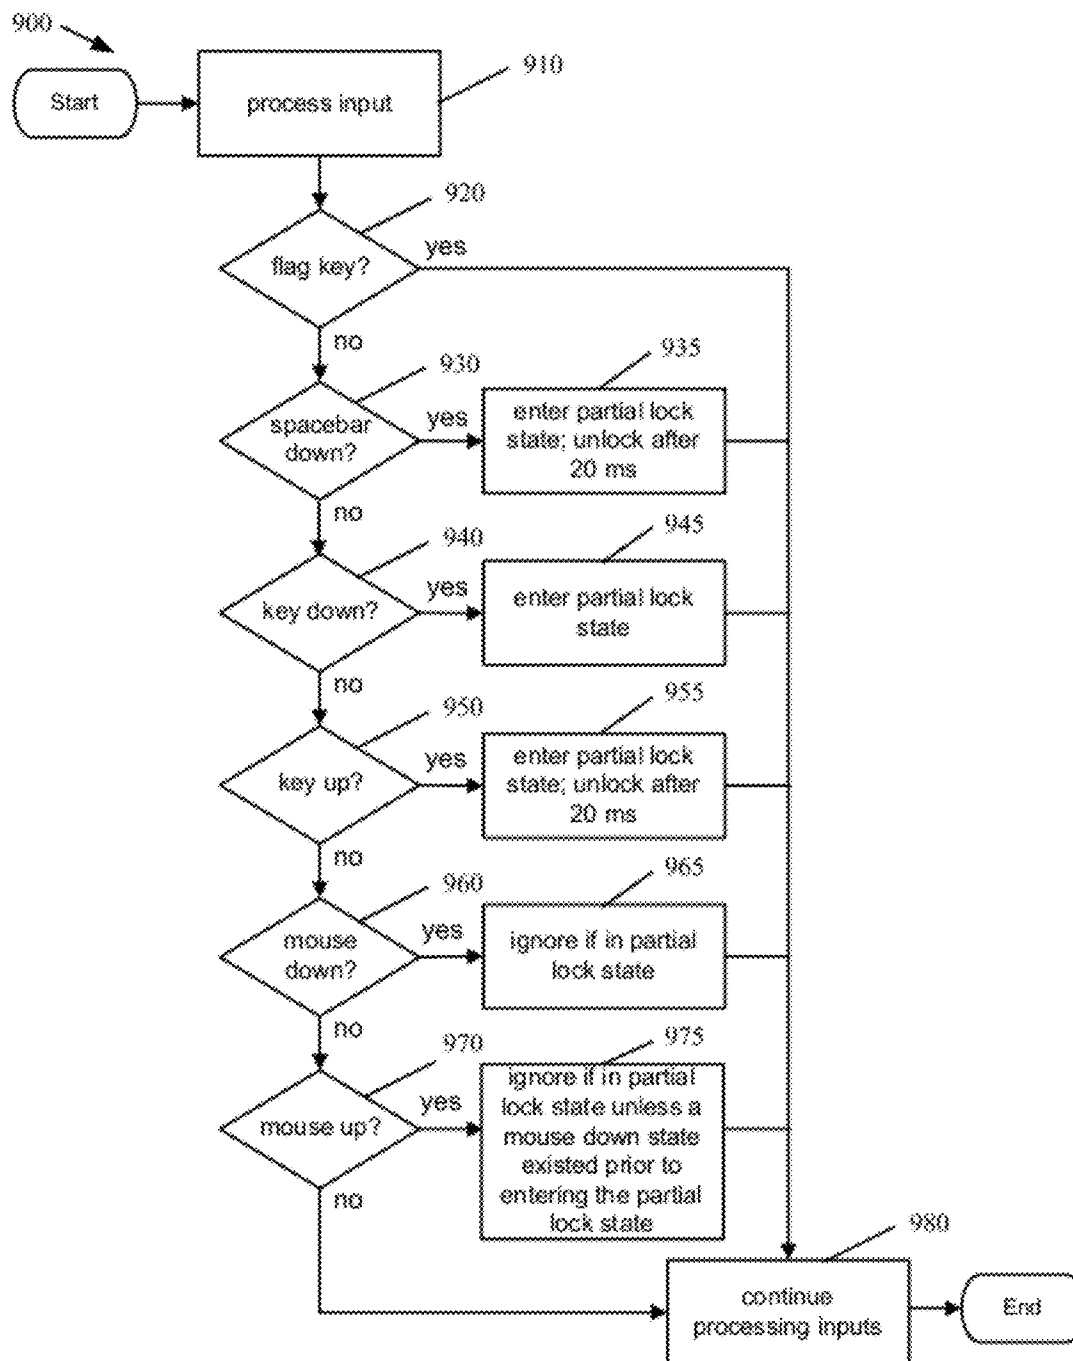 900
Start
process input
910
920
flag key?
yes
no
930
935
spacebar
down?
yes
enter partial lock
state; unlock after
20 ms
no
940
945
key down?
yes
enter partial lock
state
no
950
955
key up?
yes
enter partial lock
state; unlock after
20 ms
no
960
965
mouse
down?
yes
ignore if in partial
lock state
no
970
975
mouse up?
yes
ignore if in partial
lock state unless a
mouse down state
existed prior to
entering the partial
lock state
no
980
continue
processing inputs
End